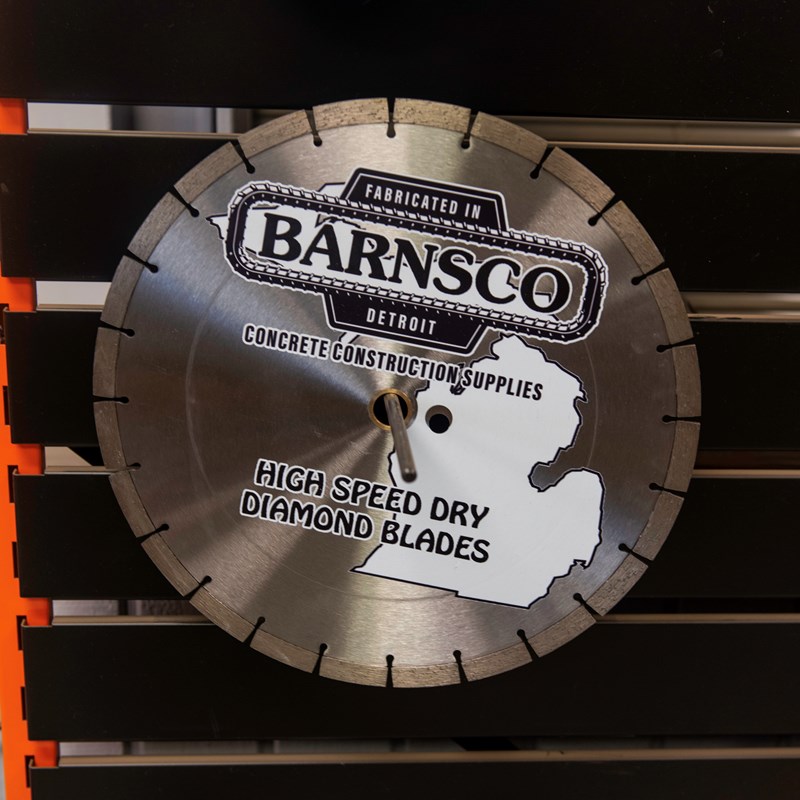 FABRICATED IN
BARNSCO
DETROIT
CONCRETE CONSTRUCTION SUPPLIES
HIGH SPEED DRY
DIAMOND BLADES